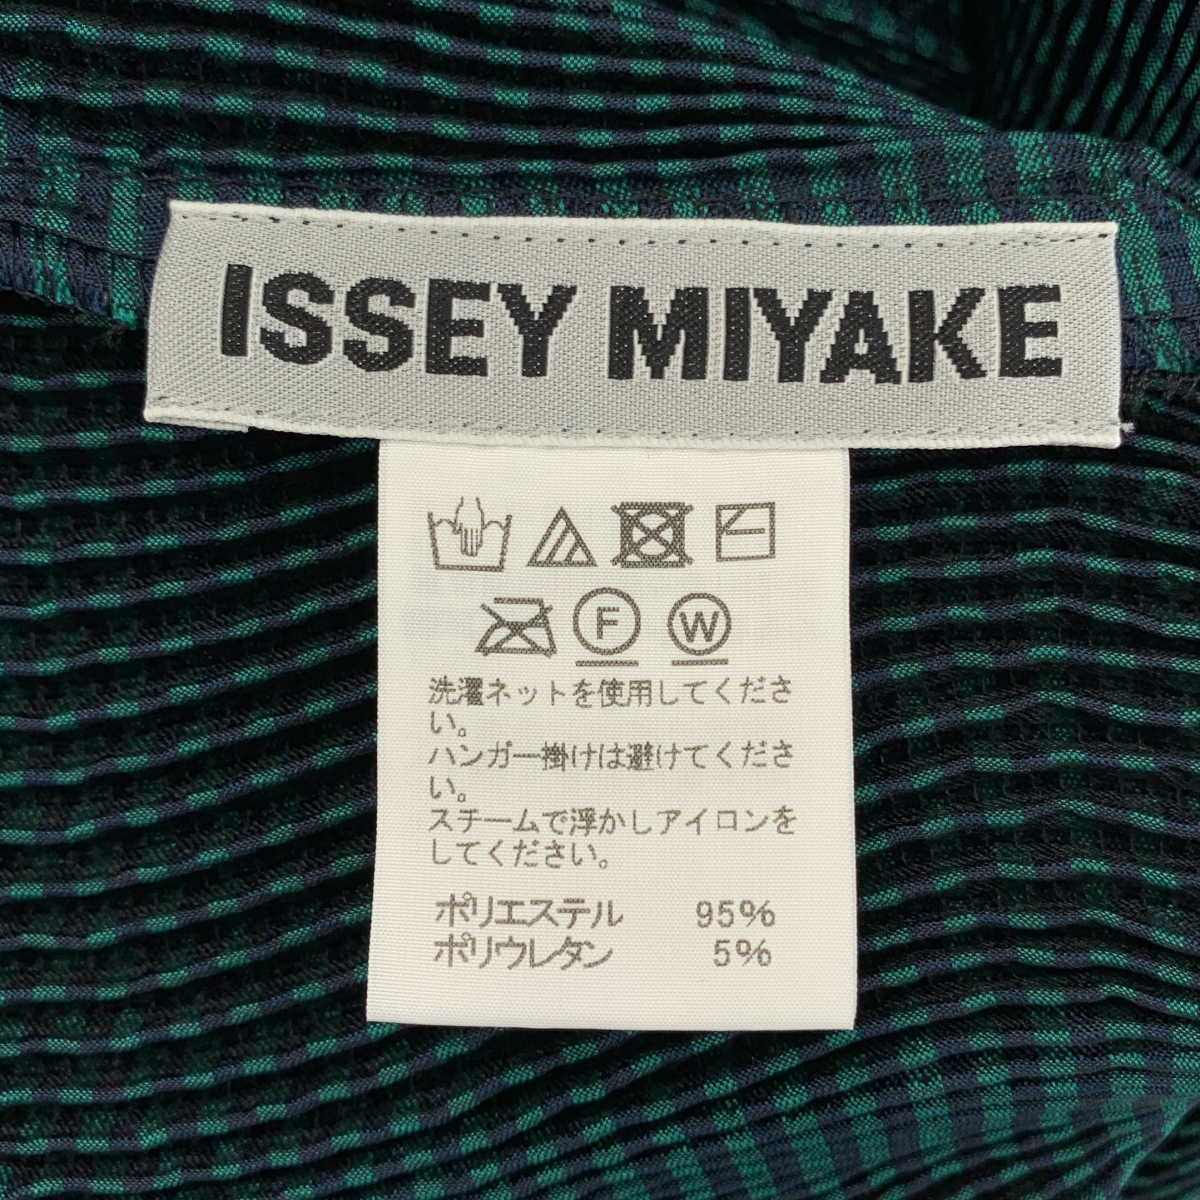 ISSEY MIYAKE
F W
洗濯ネットを使用してくださ
い。
ハンガー掛けは避けてくださ
い。
スチームで浮かしアイロンを
してください。
ポリエステル 95%
ポリウレタン 5%